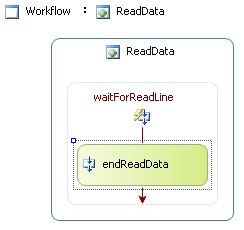 Workflow : ReadData
ReadData
waitForReadLine
endReadData